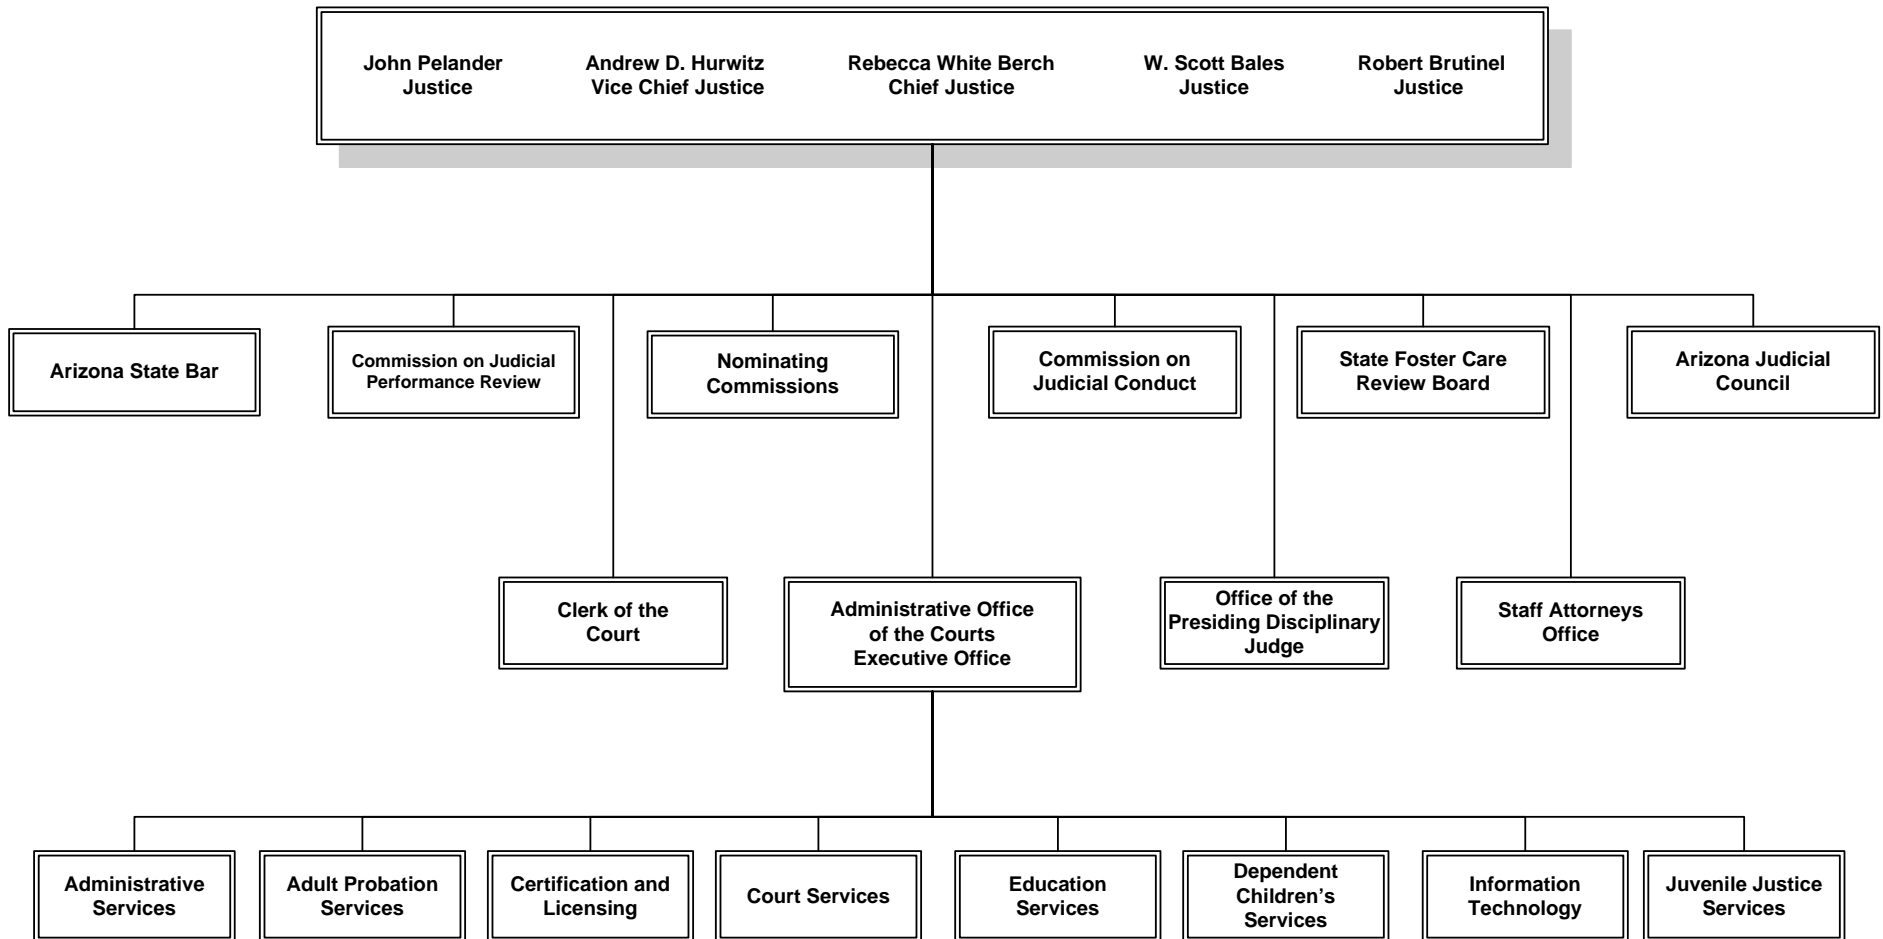 John Pelander
Justice
Andrew D. Hurwitz
Vice Chief Justice
Rebecca White Berch
Chief Justice
W. Scott Bales
Justice
Robert Brutinel
Justice
Arizona State Bar
Commission on Judicial
Performance Review
Nominating
Commissions
Commission on
Judicial Conduct
State Foster Care
Review Board
Arizona Judicial
Council
Clerk of the
Court
Administrative Office
of the Courts
Executive Office
Office of the
Presiding Disciplinary
Judge
Staff Attorneys
Office
Administrative
Services
Adult Probation
Services
Certification and
Licensing
Court Services
Education
Services
Dependent
Children’s
Services
Information
Technology
Juvenile Justice
Services